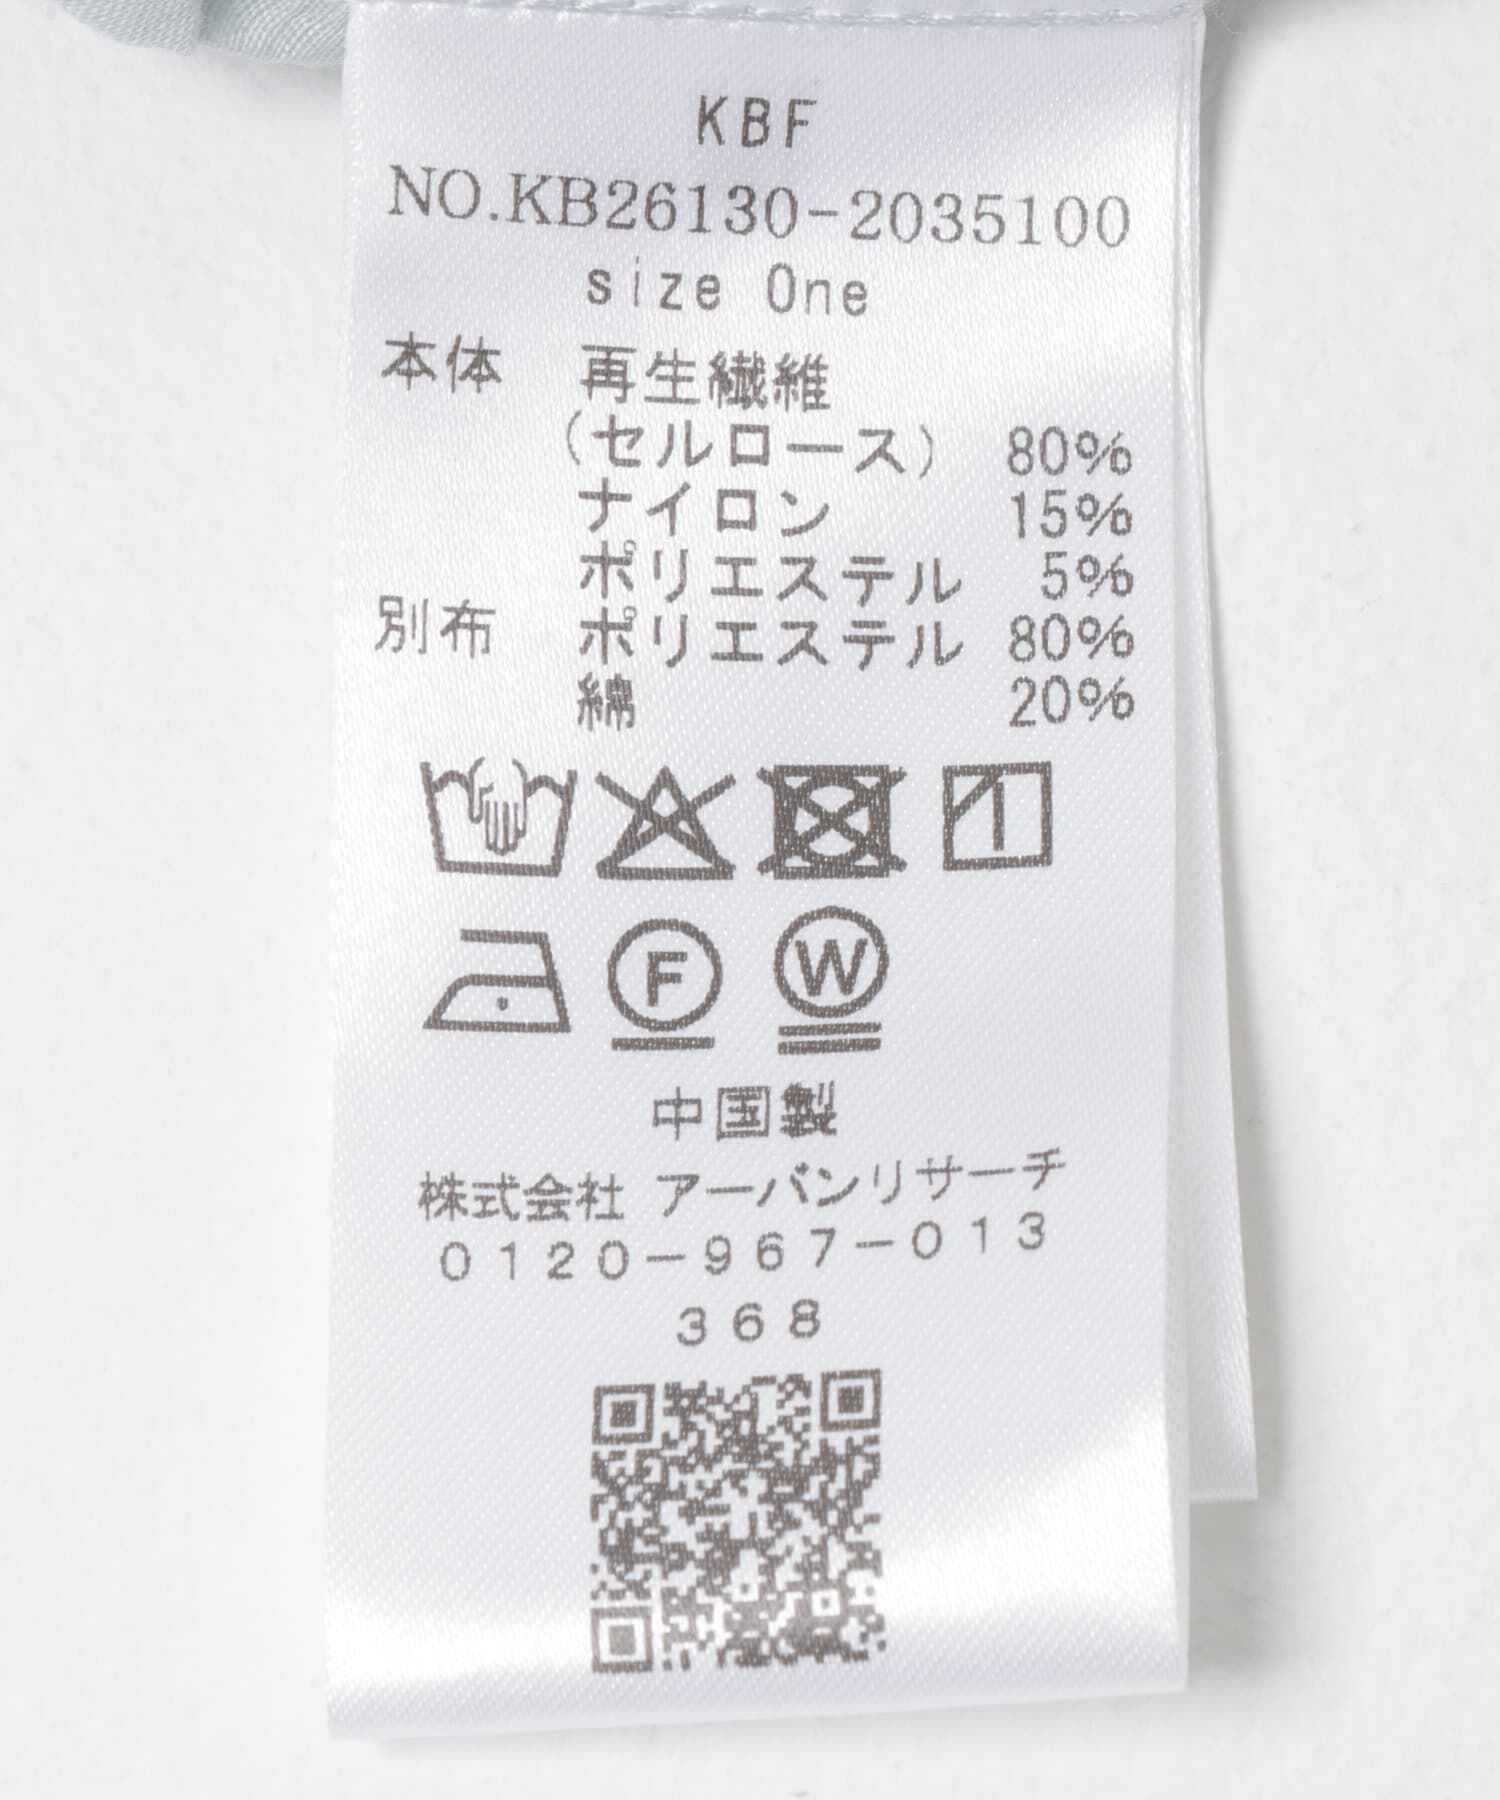 KBF
NO.KB26130-2035100
size One
本体 再生繊維
(セルロース) 80%
ナイロン 15%
ポリエステル 5%
別布 ポリエステル 80%
綿 20%
F W
中国製
株式会社 アーバンリサーチ
0120-967-013
368